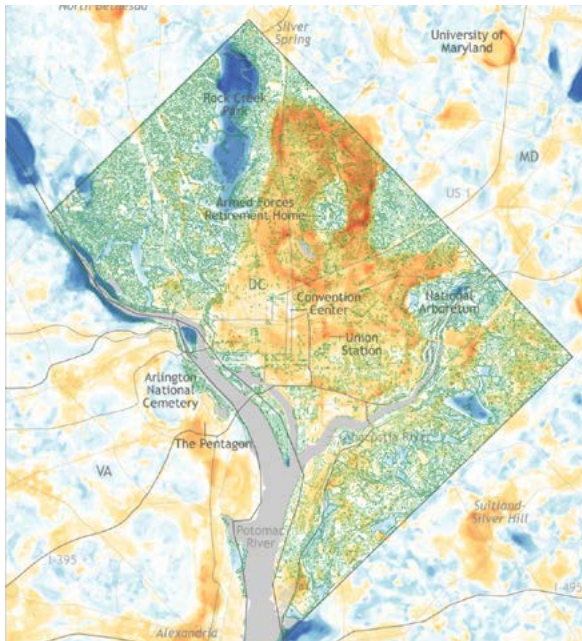 North Bethesda
Silver
Spring
University of
Maryland
Rock Creek
Park
MD
US 1
Armed Forces
Retirement Home
DC
Convention
Center
National
Arboretum
Union
Station
Arlington
National
Cemetery
Anacostia River
The Pentagon
VA
Potomac
River
Suitland-
Silver Hill
I-395
I-495
Alexandria